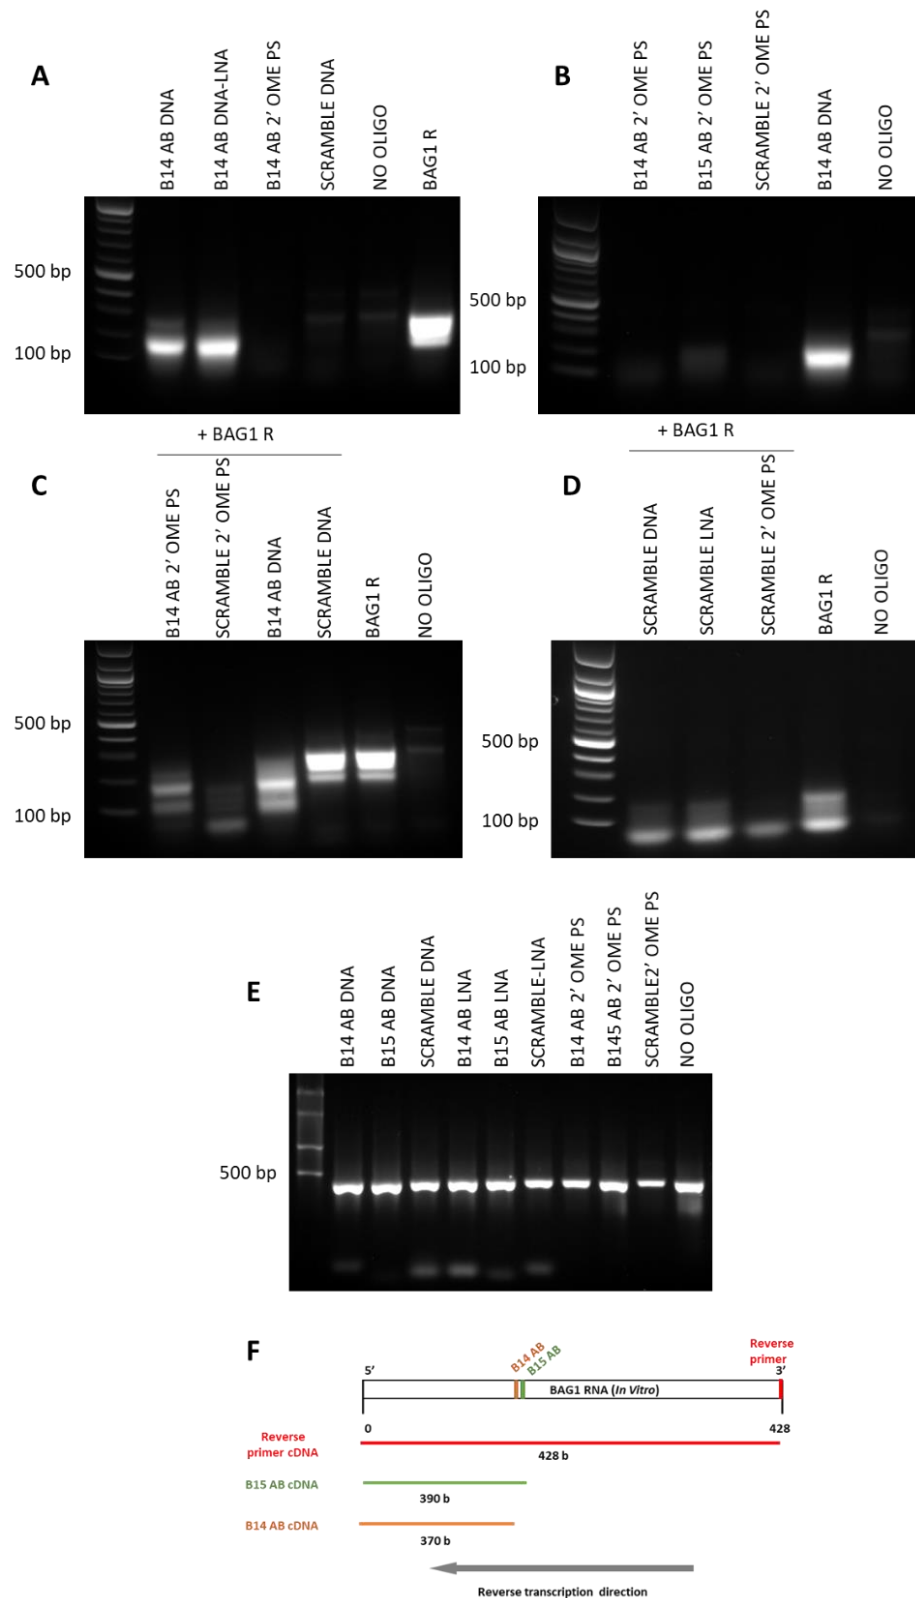 A
B14 AB DNA
B14 AB DNA-LNA
B14 AB 2' OME PS
SCRAMBLE DNA
NO OLIGO
BAG1 R
500 bp
100 bp
B
B14 AB 2' OME PS
B15 AB 2' OME PS
SCRAMBLE 2' OME PS
B14 AB DNA
NO OLIGO
500 bp
100 bp
+ BAG1 R
C
B14 AB 2' OME PS
SCRAMBLE 2' OME PS
B14 AB DNA
SCRAMBLE DNA
BAG1 R
NO OLIGO
500 bp
100 bp
+ BAG1 R
D
SCRAMBLE DNA
SCRAMBLE LNA
SCRAMBLE 2' OME PS
BAG1 R
NO OLIGO
500 bp
100 bp
E
B14 AB DNA
B15 AB DNA
SCRAMBLE DNA
B14 AB LNA
B15 AB LNA
SCRAMBLE-LNA
B14 AB 2' OME PS
B145 AB 2' OME PS
SCRAMBLE2' OME PS
NO OLIGO
500 bp
F
5'
B14 AB
B15 AB
Reverse
primer
3'
BAG1 RNA (In Vitro)
0
428
Reverse
primer cDNA
428 b
B15 AB cDNA
390 b
B14 AB cDNA
370 b
Reverse transcription direction